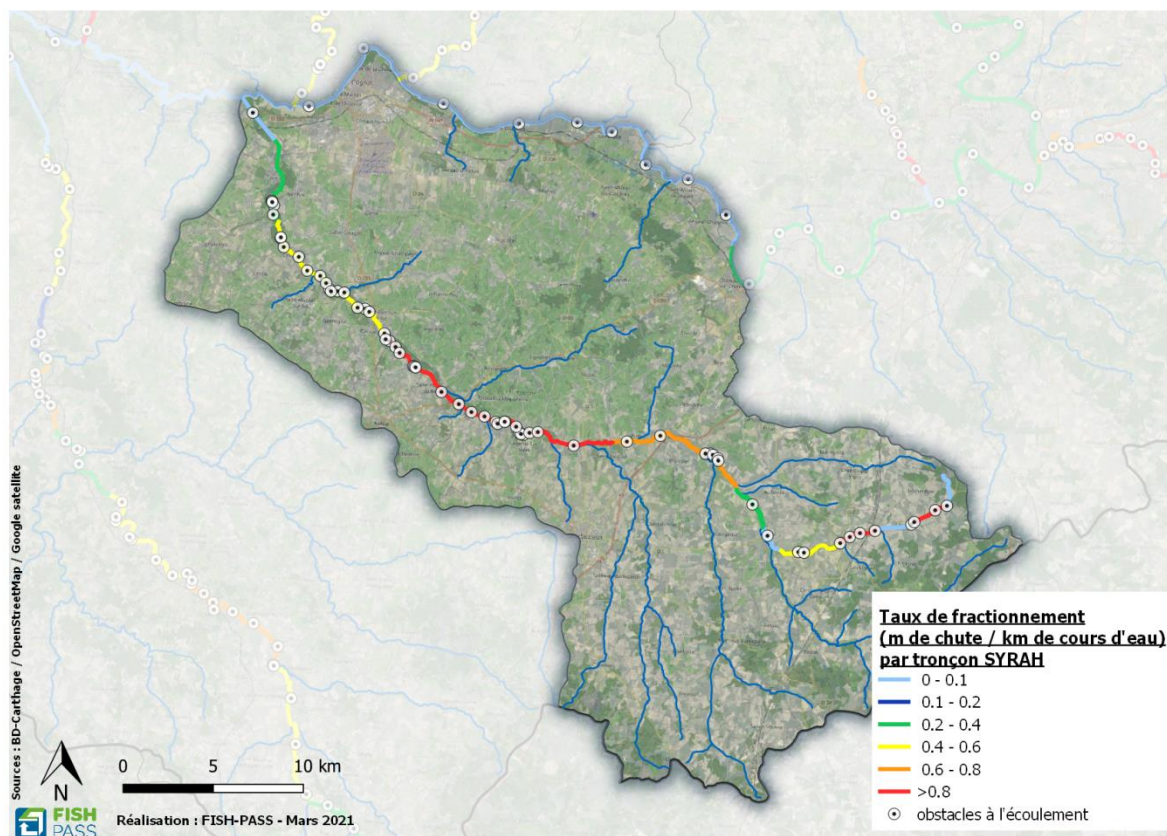 Sources : BD-Carthage / OpenStreetMap / Google satellite
Taux de fractionnement
(m de chute / km de cours d'eau)
par tronçon SYRAH
0 - 0.1
0.1 - 0.2
0.2 - 0.4
0.4 - 0.6
0.6 - 0.8
>0.8
obstacles à l'écoulement
0 5 10 km
N
FISH
PASS
Réalisation : FISH-PASS - Mars 2021